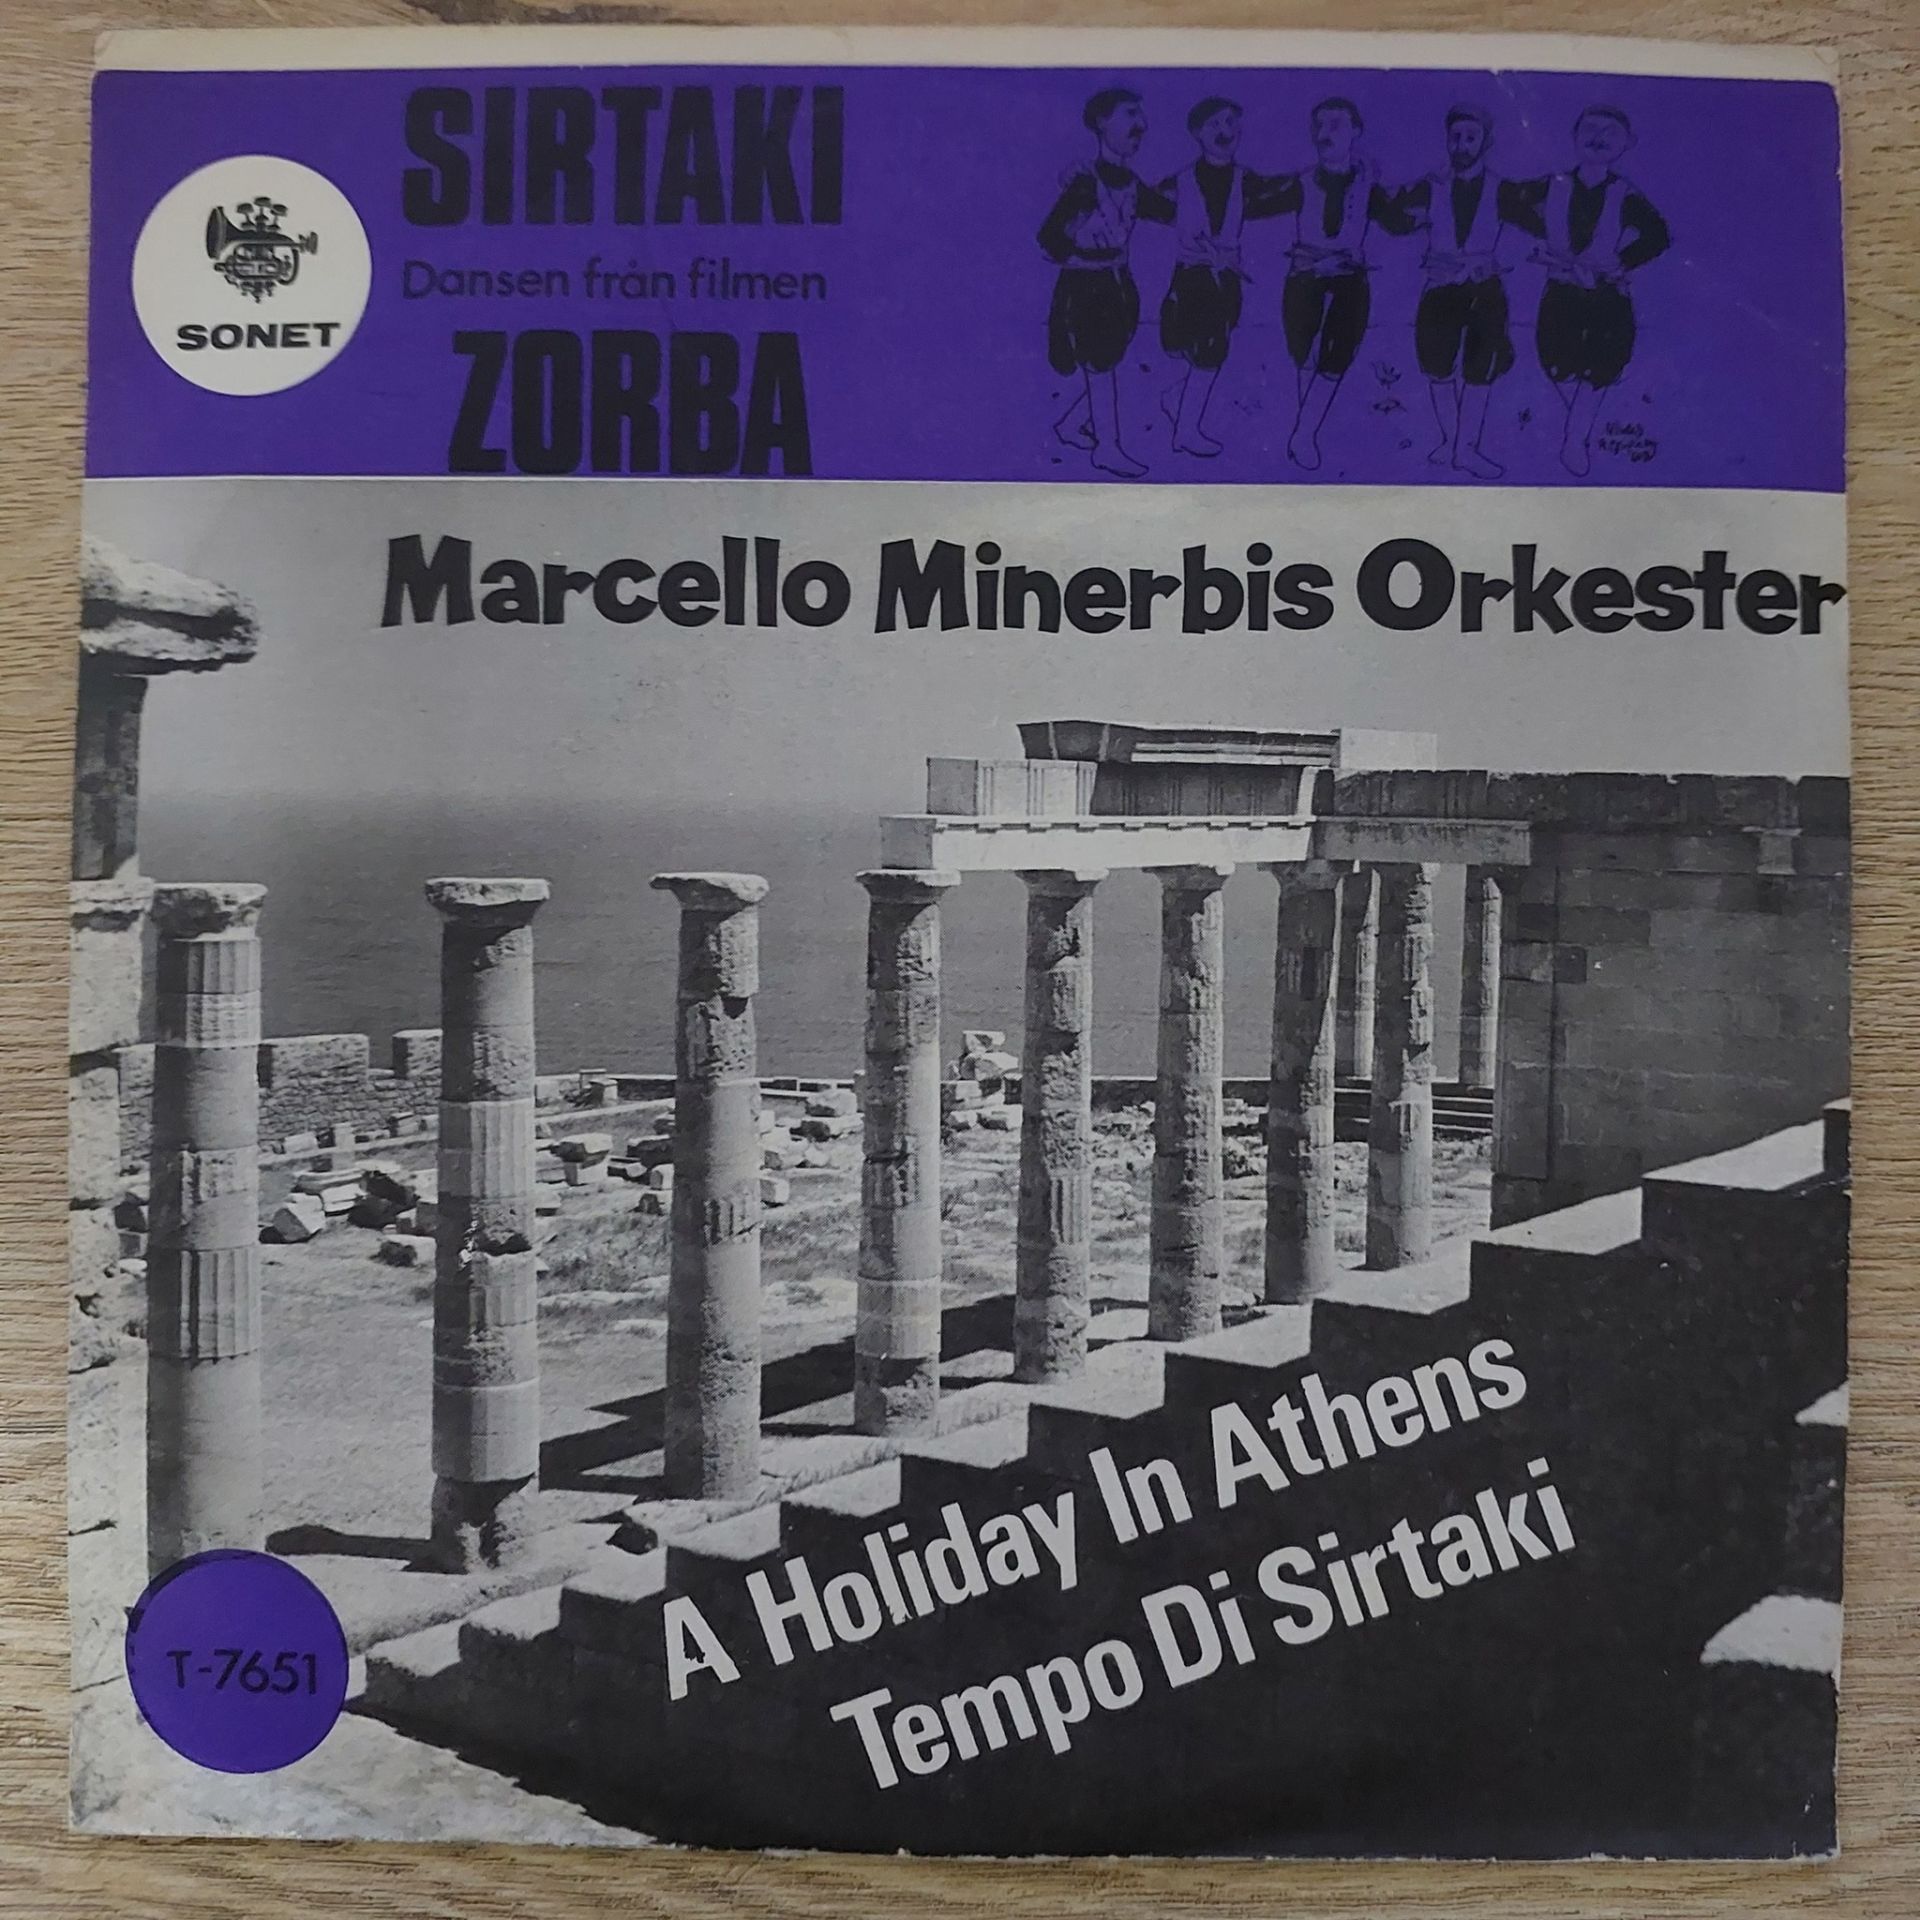 SIRTAKI
Dansen från filmen
ZORBA
SONET
Marcello Minerbis Orkester
A Holiday In Athens
Tempo Di Sirtaki
T-7651